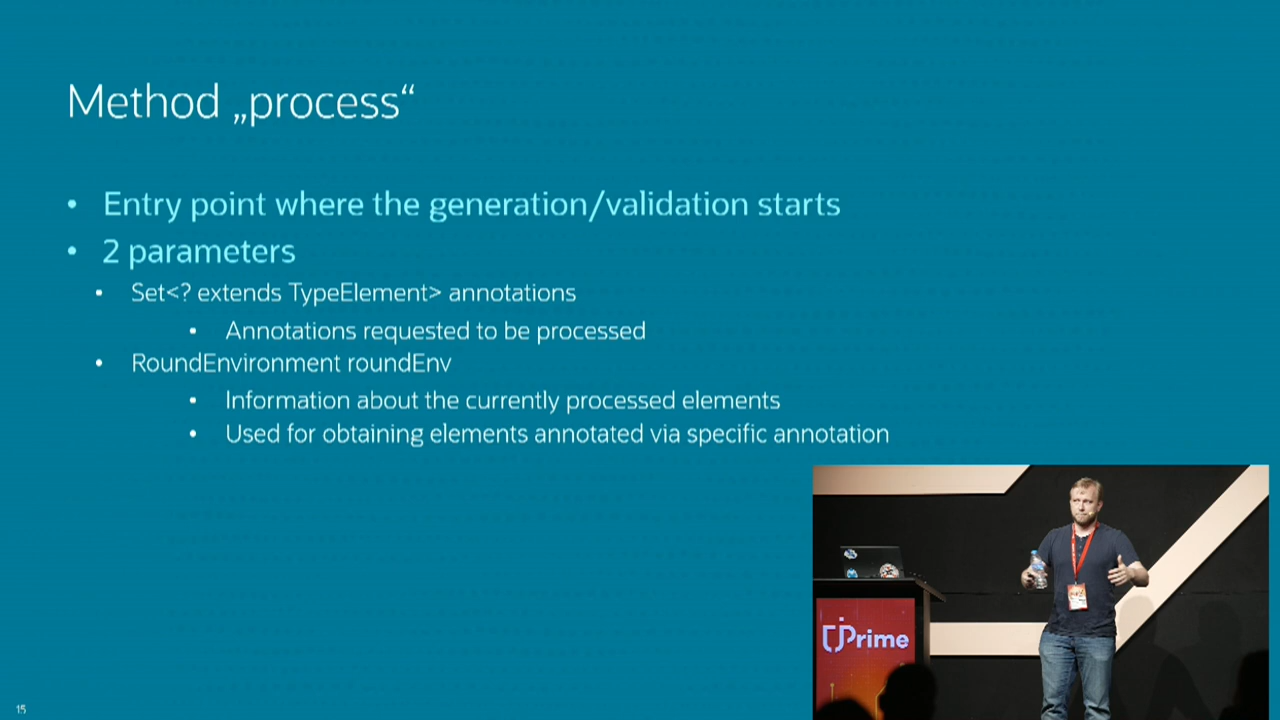 Method „process“
• Entry point where the generation/validation starts
• 2 parameters
• Set<? extends TypeElement> annotations
• Annotations requested to be processed
• RoundEnvironment roundEnv
• Information about the currently processed elements
• Used for obtaining elements annotated via specific annotation
jPrime
15